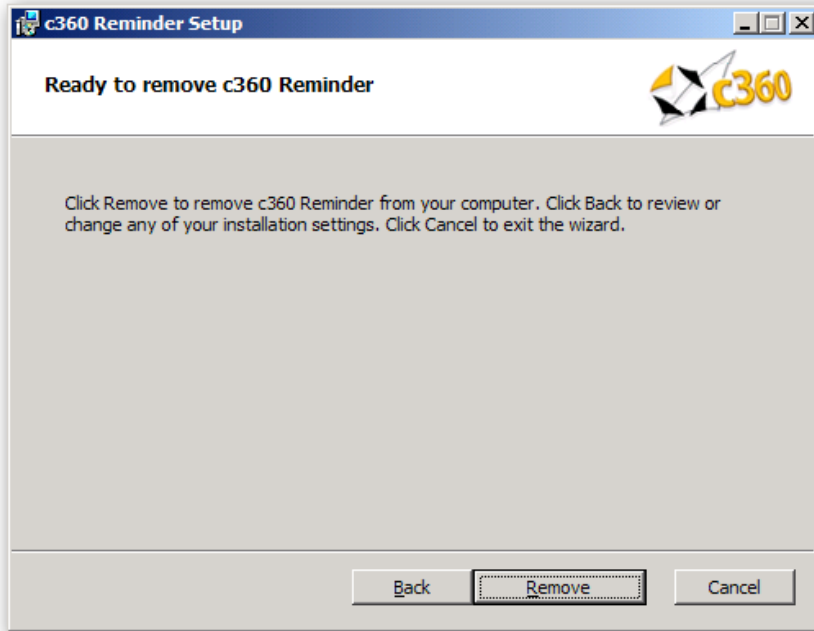 c360 Reminder Setup
Ready to remove c360 Reminder
c360
Click Remove to remove c360 Reminder from your computer. Click Back to review or
change any of your installation settings. Click Cancel to exit the wizard.
Back
Remove
Cancel